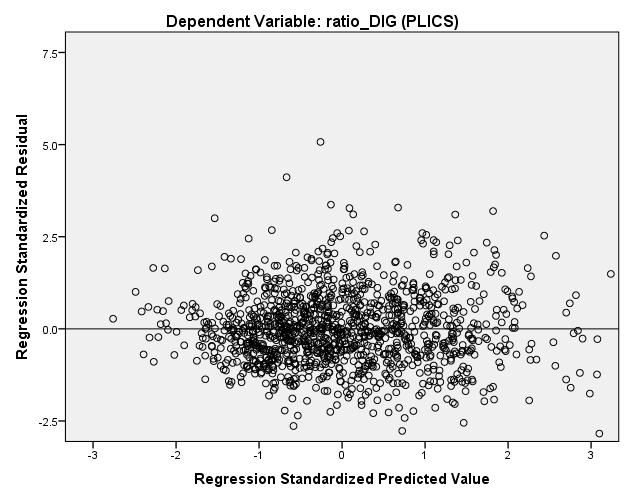 Dependent Variable: ratio_DIG (PLICS)
7.5
5.0
2.5
0.0
-2.5
Regression Standardized Residual
-3 -2 -1 0 1 2 3
Regression Standardized Predicted Value